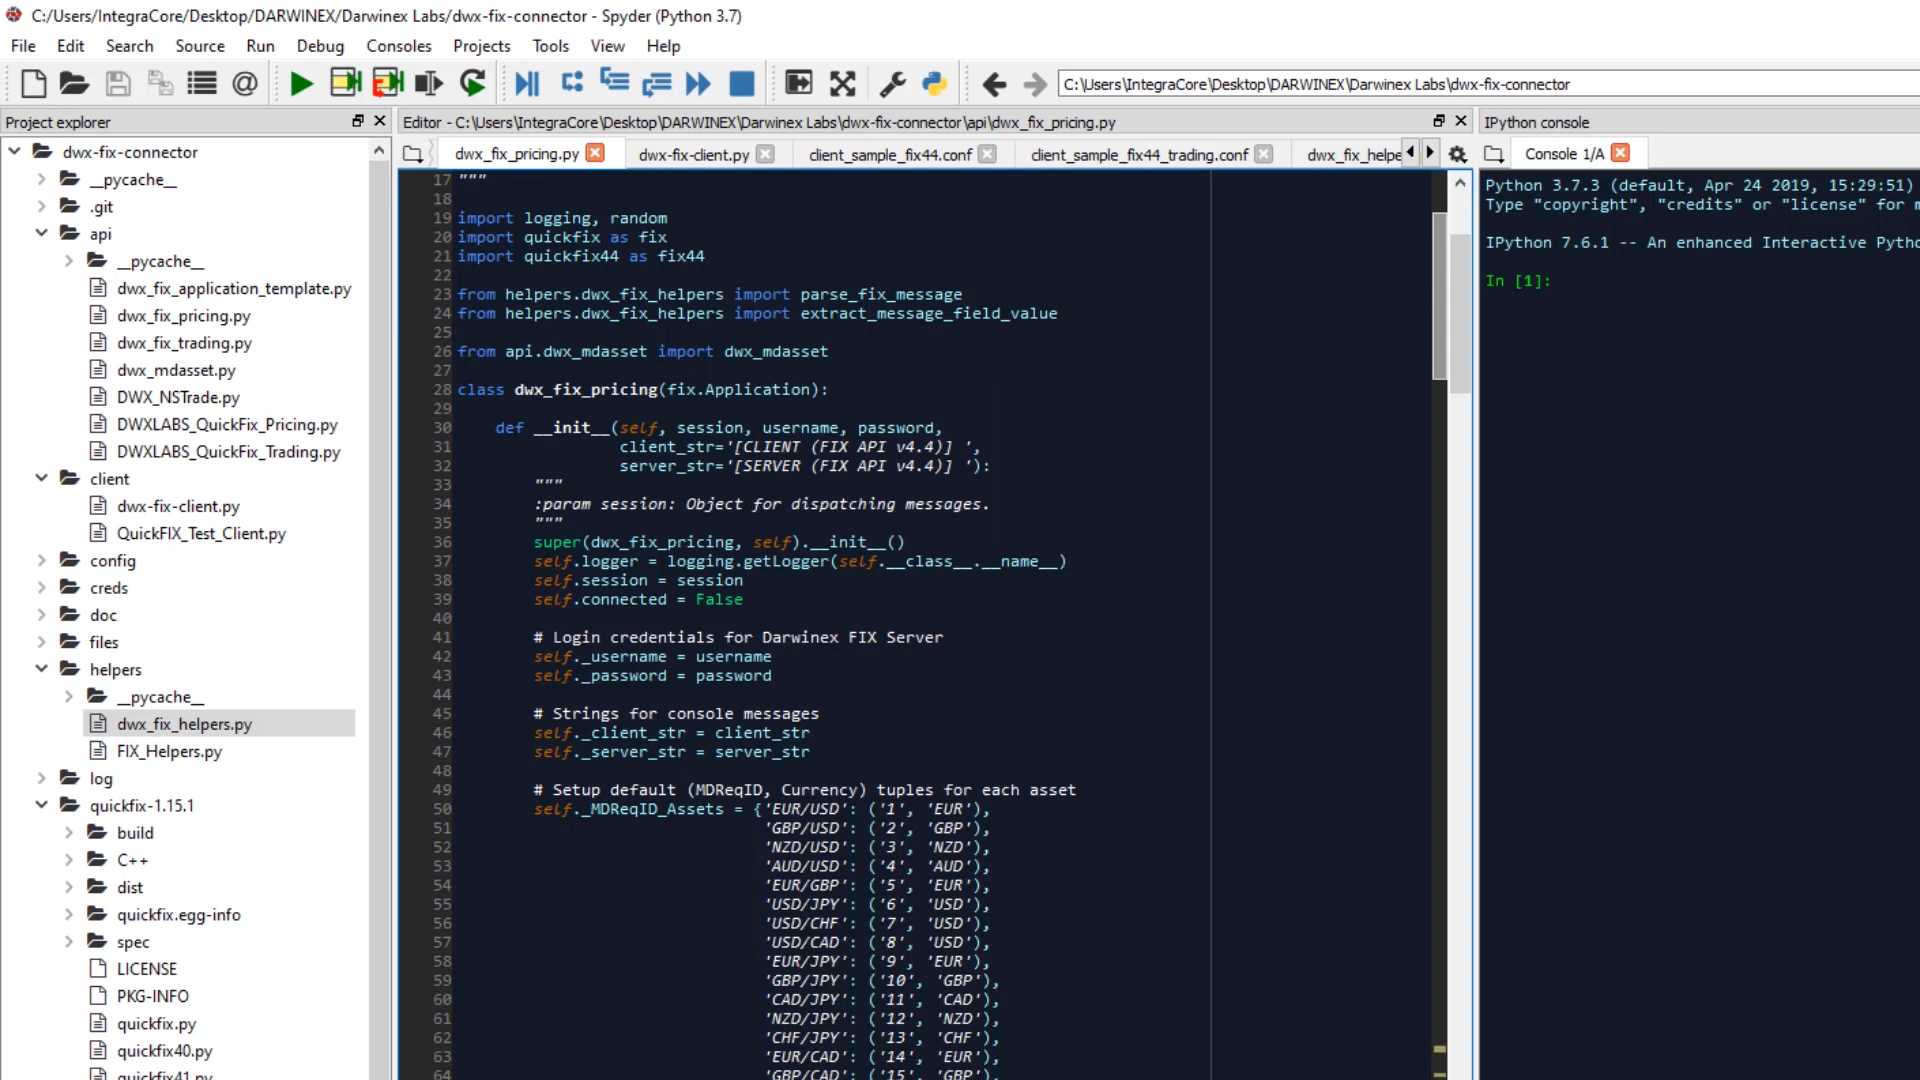 C:/Users/IntegraCore/Desktop/DARWINEX/Darwinex Labs/dwx-fix-connector - Spyder (Python 3.7)
File Edit Search Source Run Debug Consoles Projects Tools View Help
C:\Users\IntegraCore\Desktop\DARWINEX\Darwinex Labs\dwx-fix-connector
Project explorer
dwx-fix-connector
__pycache__
.git
api
__pycache__
dwx_fix_application_template.py
dwx_fix_pricing.py
dwx_fix_trading.py
dwx_mdasset.py
DWX_NSTrade.py
DWXLABS_QuickFix_Pricing.py
DWXLABS_QuickFix_Trading.py
client
dwx-fix-client.py
QuickFIX_Test_Client.py
config
creds
doc
files
helpers
__pycache__
dwx_fix_helpers.py
FIX_Helpers.py
log
quickfix-1.15.1
build
C++
dist
quickfix.egg-info
spec
LICENSE
PKG-INFO
quickfix.py
quickfix40.py
quickfix41.py
Editor - C:\Users\IntegraCore\Desktop\DARWINEX\Darwinex Labs\dwx-fix-connector\api\dwx_fix_pricing.py
dwx_fix_pricing.py dwx-fix-client.py client_sample_fix44.conf client_sample_fix44_trading.conf dwx_fix_helpe
17 """
18
19 import logging, random
20 import quickfix as fix
21 import quickfix44 as fix44
22
23 from helpers.dwx_fix_helpers import parse_fix_message
24 from helpers.dwx_fix_helpers import extract_message_field_value
25
26 from api.dwx_mdasset import dwx_mdasset
27
28 class dwx_fix_pricing(fix.Application):
29
30 def __init__(self, session, username, password,
31 client_str='[CLIENT (FIX API v4.4)] ',
32 server_str='[SERVER (FIX API v4.4)] '):
33 """
34 :param session: Object for dispatching messages.
35 """
36 super(dwx_fix_pricing, self).__init__()
37 self.logger = logging.getLogger(self.__class__.__name__)
38 self.session = session
39 self.connected = False
40
41 # Login credentials for Darwinex FIX Server
42 self._username = username
43 self._password = password
44
45 # Strings for console messages
46 self._client_str = client_str
47 self._server_str = server_str
48
49 # Setup default (MDReqID, Currency) tuples for each asset
50 self._MDReqID_Assets = {'EUR/USD': ('1', 'EUR'),
51 'GBP/USD': ('2', 'GBP'),
52 'NZD/USD': ('3', 'NZD'),
53 'AUD/USD': ('4', 'AUD'),
54 'EUR/GBP': ('5', 'EUR'),
55 'USD/JPY': ('6', 'USD'),
56 'USD/CHF': ('7', 'USD'),
57 'USD/CAD': ('8', 'USD'),
58 'EUR/JPY': ('9', 'EUR'),
59 'GBP/JPY': ('10', 'GBP'),
60 'CAD/JPY': ('11', 'CAD'),
61 'NZD/JPY': ('12', 'NZD'),
62 'CHF/JPY': ('13', 'CHF'),
63 'EUR/CAD': ('14', 'EUR'),
64 'GBP/CAD': ('15', 'GBP'),
IPython console
Console 1/A
Python 3.7.3 (default, Apr 24 2019, 15:29:51)
Type "copyright", "credits" or "license" for m
IPython 7.6.1 -- An enhanced Interactive Pytho
In [1]: